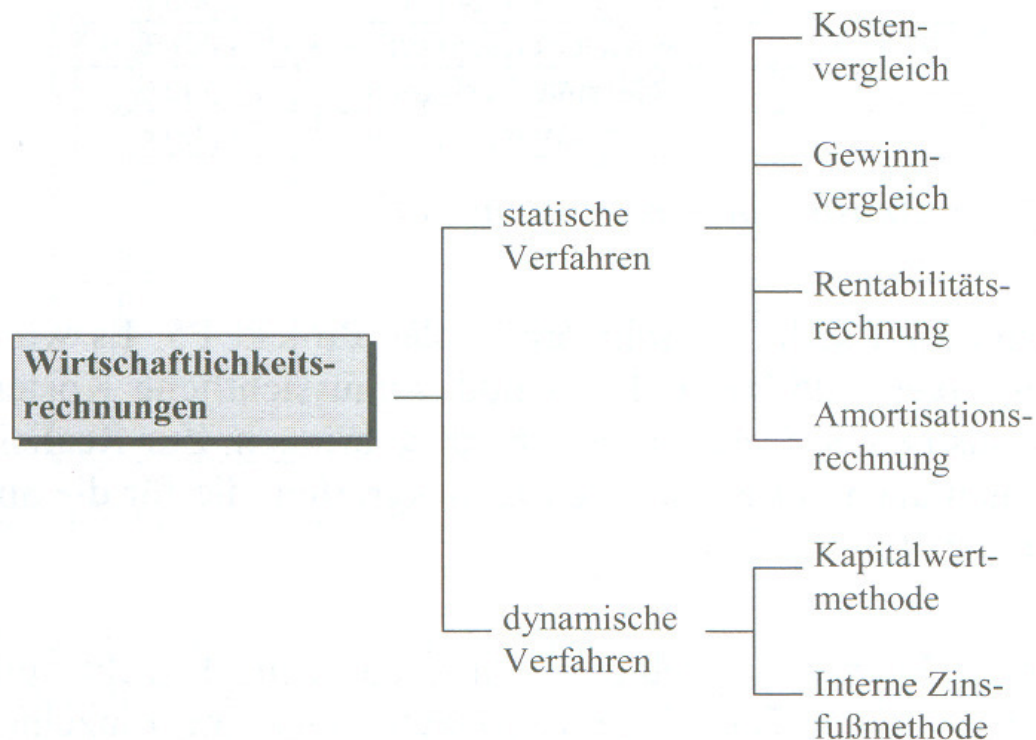 Kosten-
vergleich
Gewinn-
vergleich
statische
Verfahren
Rentabilitäts-
rechnung
Wirtschaftlichkeits-
rechnungen
Amortisations-
rechnung
Kapitalwert-
methode
dynamische
Verfahren
Interne Zins-
fußmethode